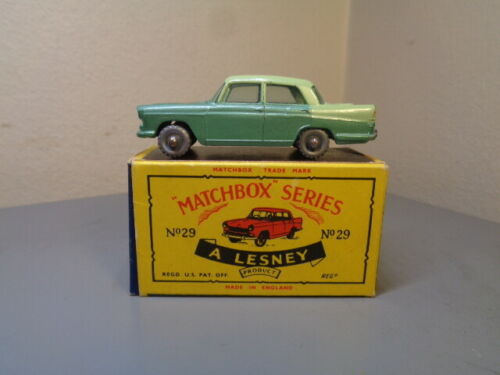 MATCHBOX TRADE MARK
"MATCHBOX" SERIES
No29 No29
A LESNEY
PRODUCT
REGD U.S. PAT. OFF. REGD
MADE IN ENGLAND